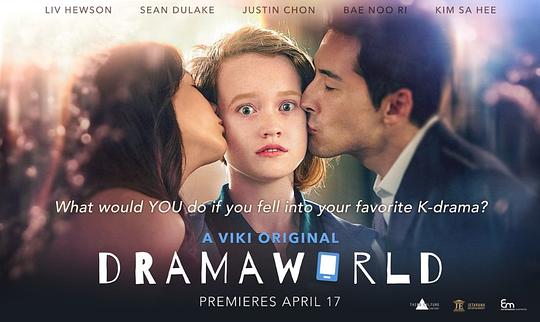 LIV HEWSON SEAN DULAKE JUSTIN CHON BAE NOO RI KIM SA HEE
What would YOU do if you fell into your favorite K-drama?
A VIKI ORIGINAL
DRAMAWORLD
PREMIERES APRIL 17